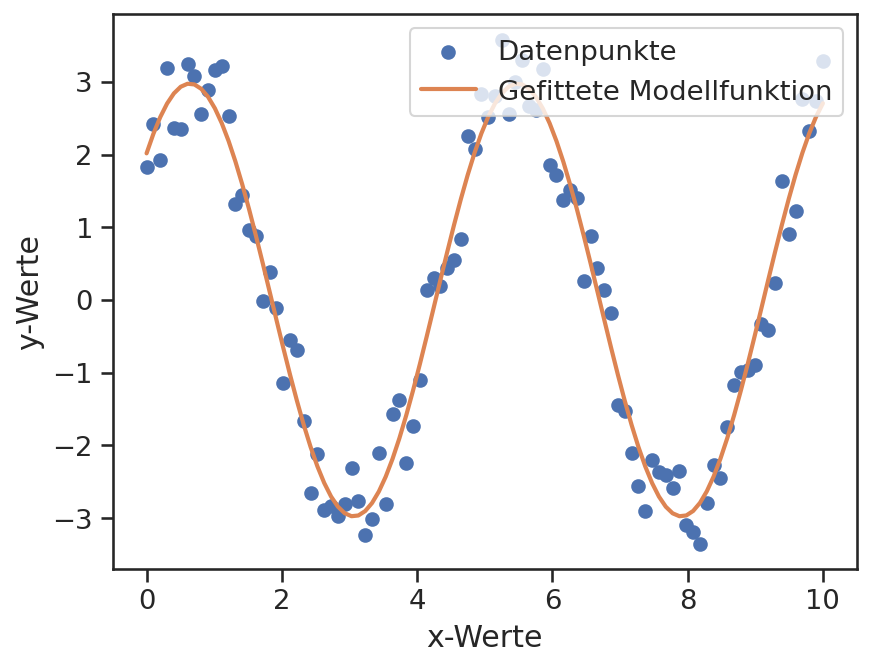 Datenpunkte
Gefittete Modellfunktion
3
2
1
0
−1
−2
−3
y-Werte
0 2 4 6 8 10
x-Werte